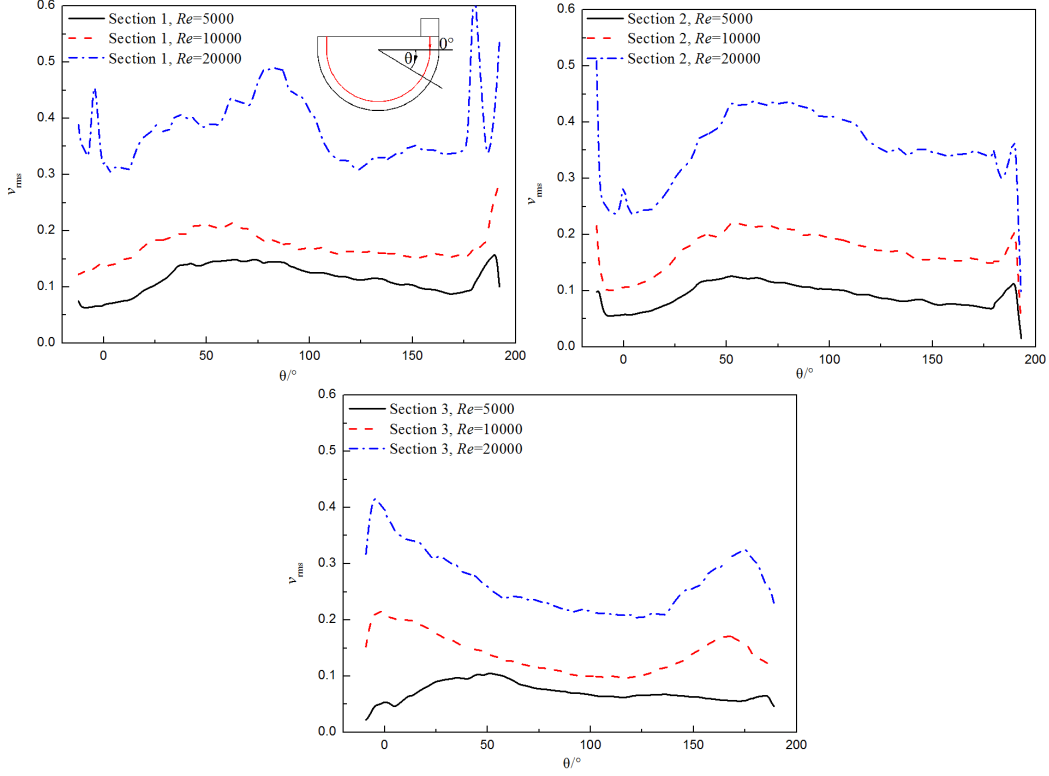 Section 1, Re=5000
Section 1, Re=10000
Section 1, Re=20000
0°
θ
0.6
0.5
0.4
0.3
0.2
0.1
0.0
vrms
0
50
100
150
200
θ/°
Section 2, Re=5000
Section 2, Re=10000
Section 2, Re=20000
0.6
0.5
0.4
0.3
0.2
0.1
0.0
vrms
0
50
100
150
200
θ/°
Section 3, Re=5000
Section 3, Re=10000
Section 3, Re=20000
0.6
0.5
0.4
0.3
0.2
0.1
0.0
vrms
0
50
100
150
200
θ/°